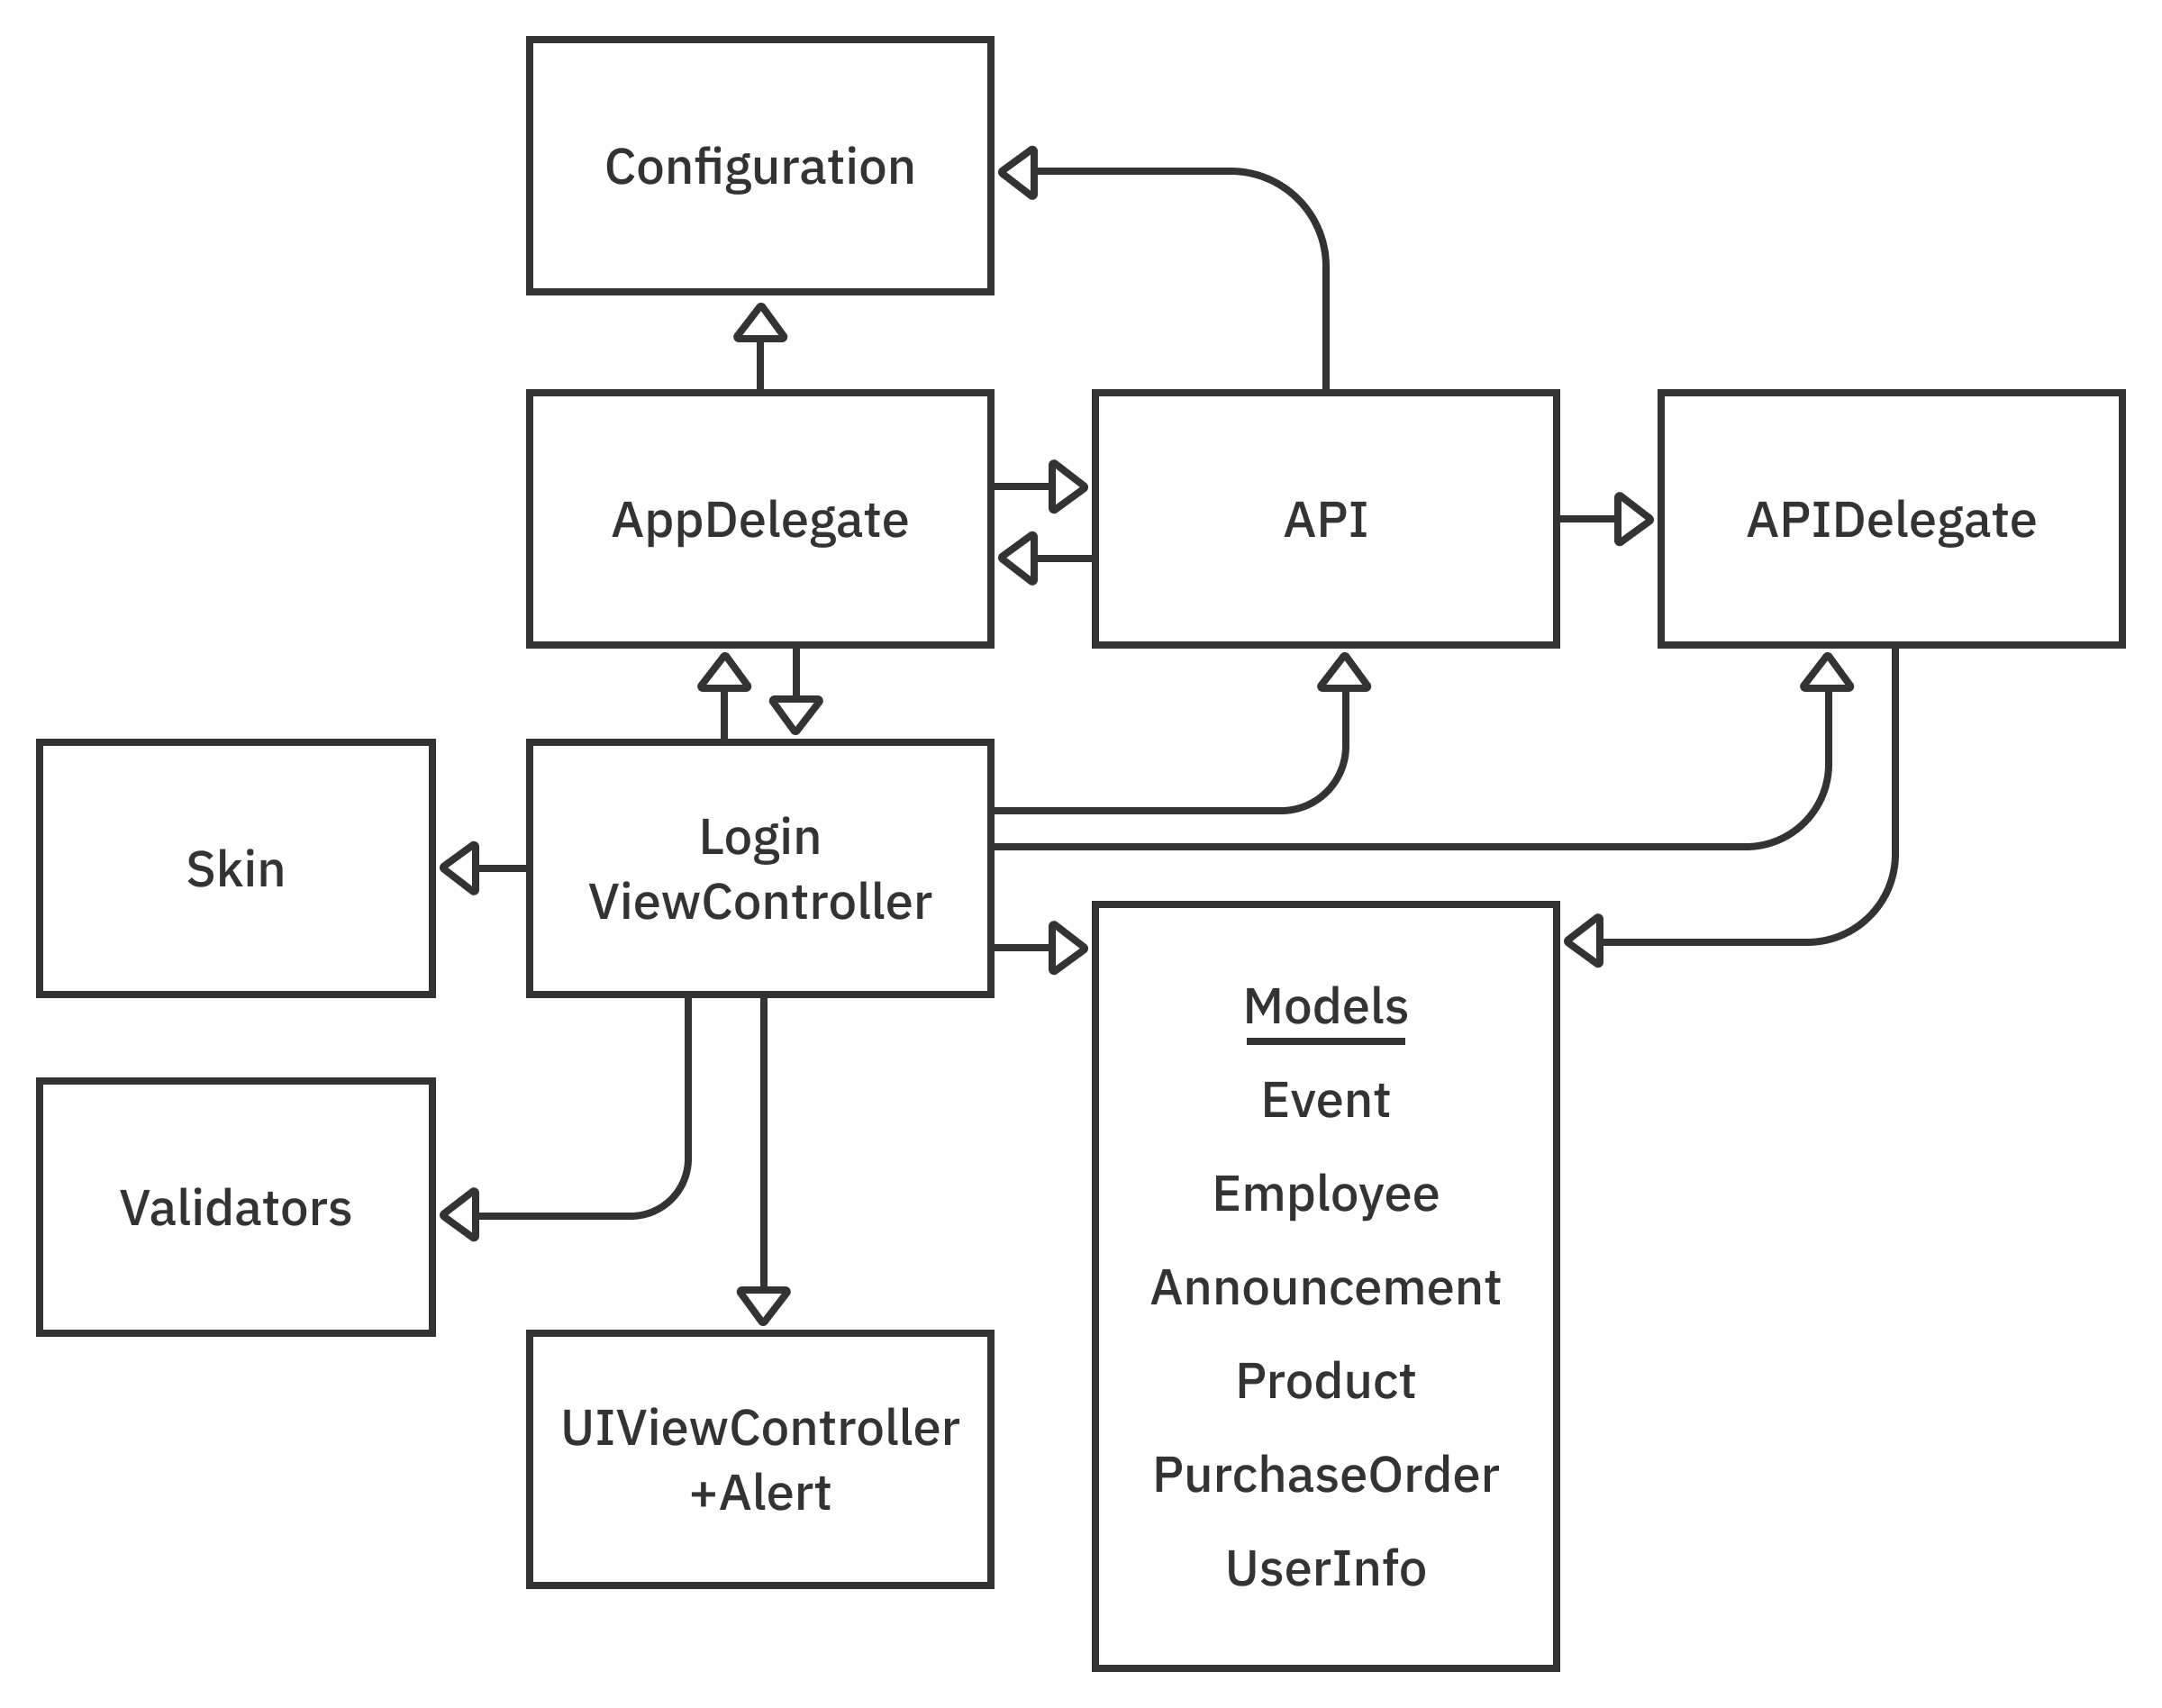 Configuration
AppDelegate
API
APIDelegate
Skin
Login
ViewController
Validators
UIViewController
+Alert
Models
Event
Employee
Announcement
Product
PurchaseOrder
UserInfo